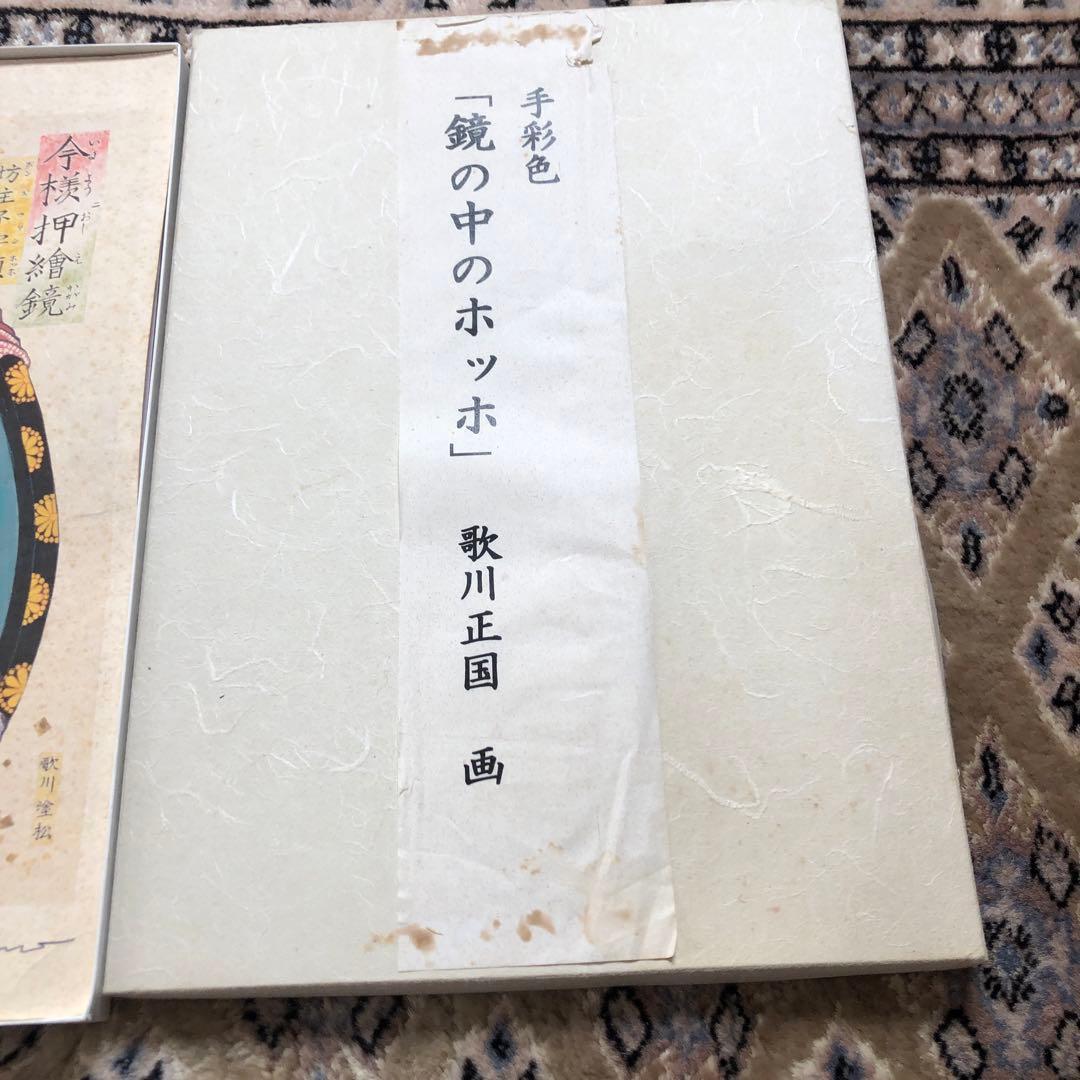 手彩色
「鏡の中のホッホ」 歌川正国 画
今様押繪鏡
歌川塗松